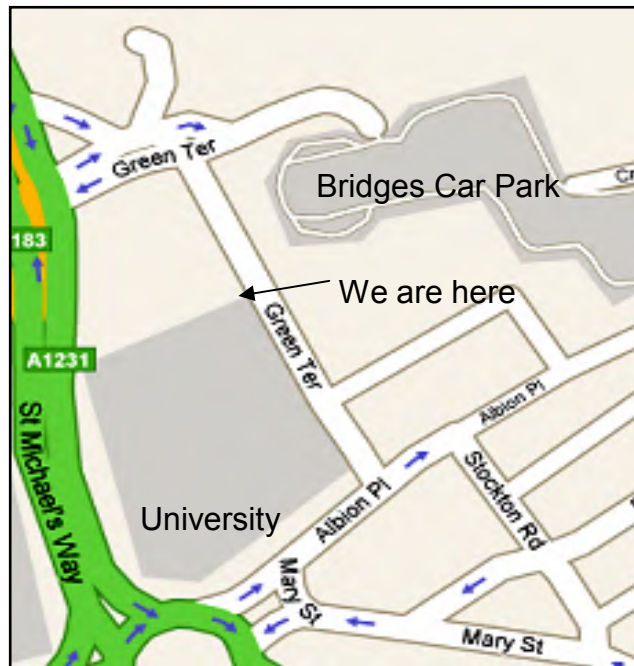 Green Ter
Bridges Car Park
183
We are here
Green Ter
A1231
Albion Pl
St Michael's Way
Stockton Rd
University
Albion Pl
Mary St
Mary St